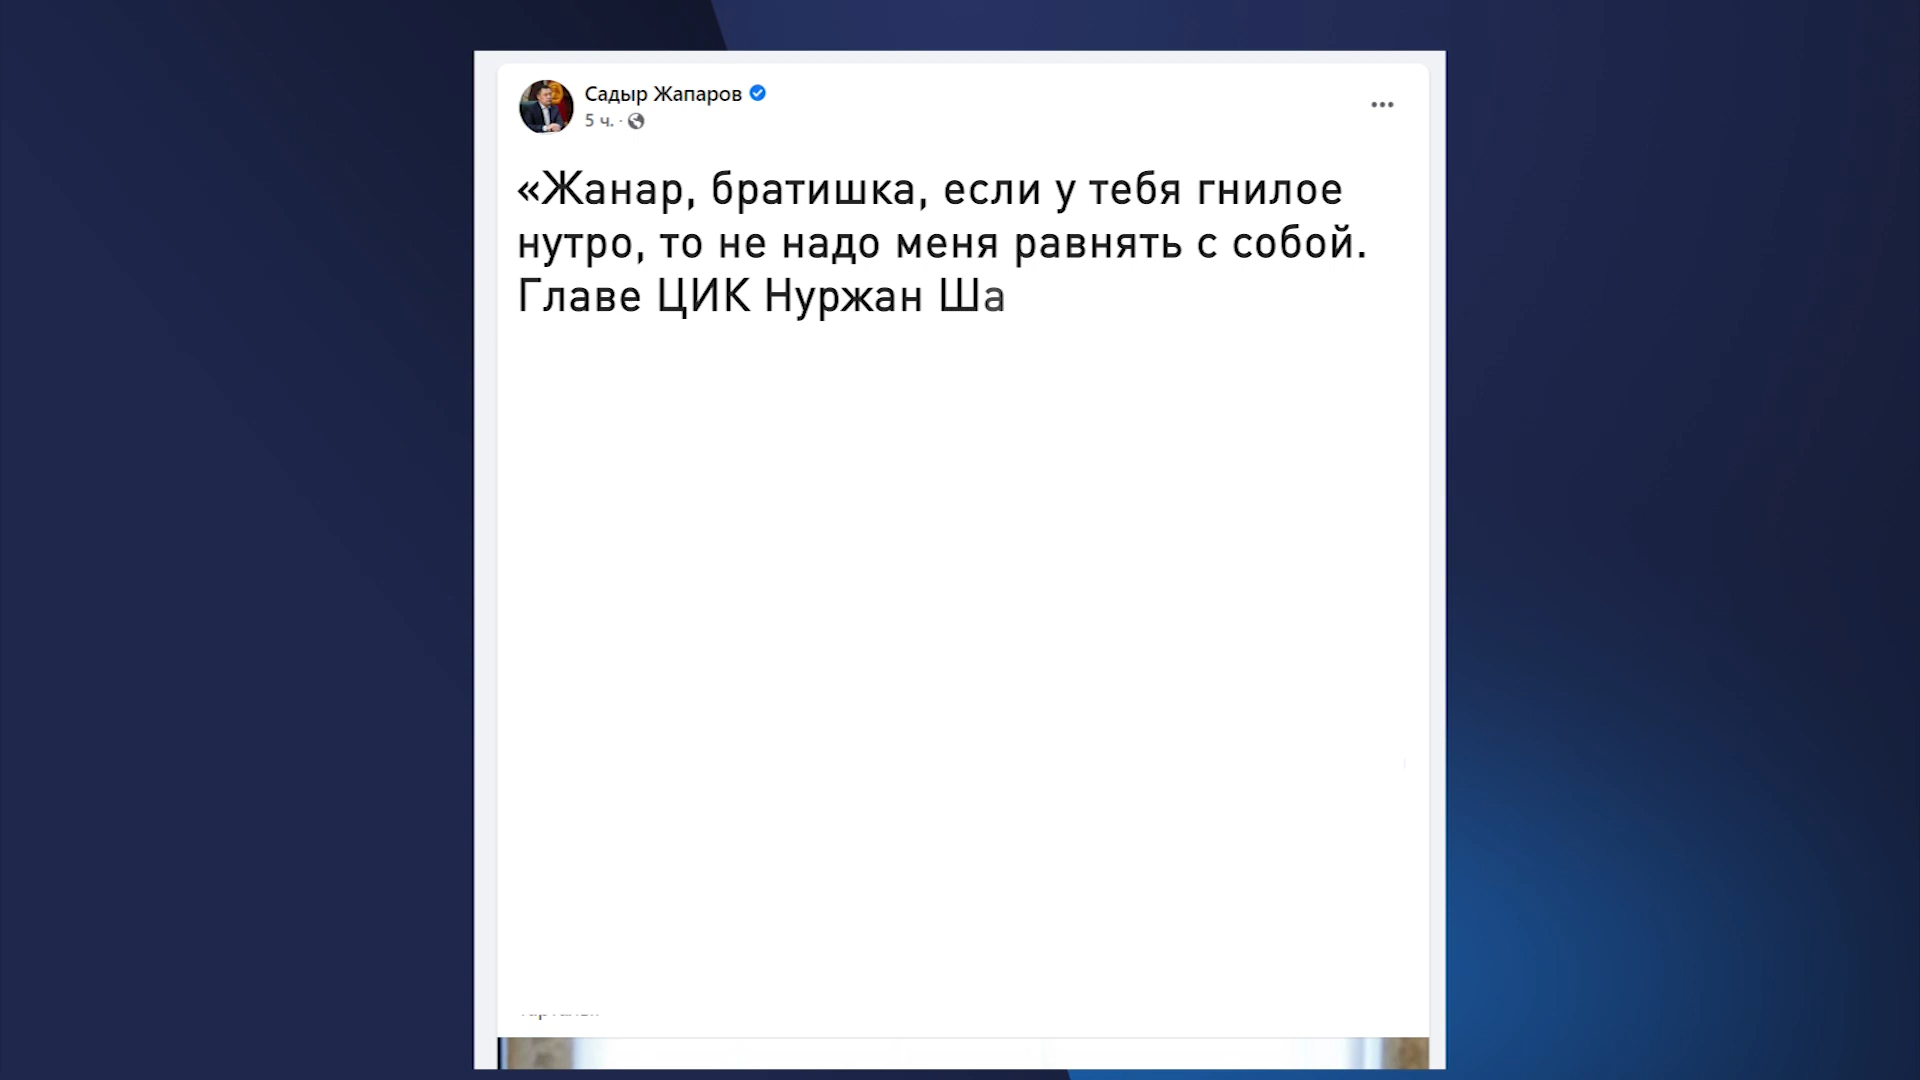 Садыр Жапаров
5 ч. ·
«Жанар, братишка, если у тебя гнилое
нутро, то не надо меня равнять с собой.
Главе ЦИК Нуржан Ша